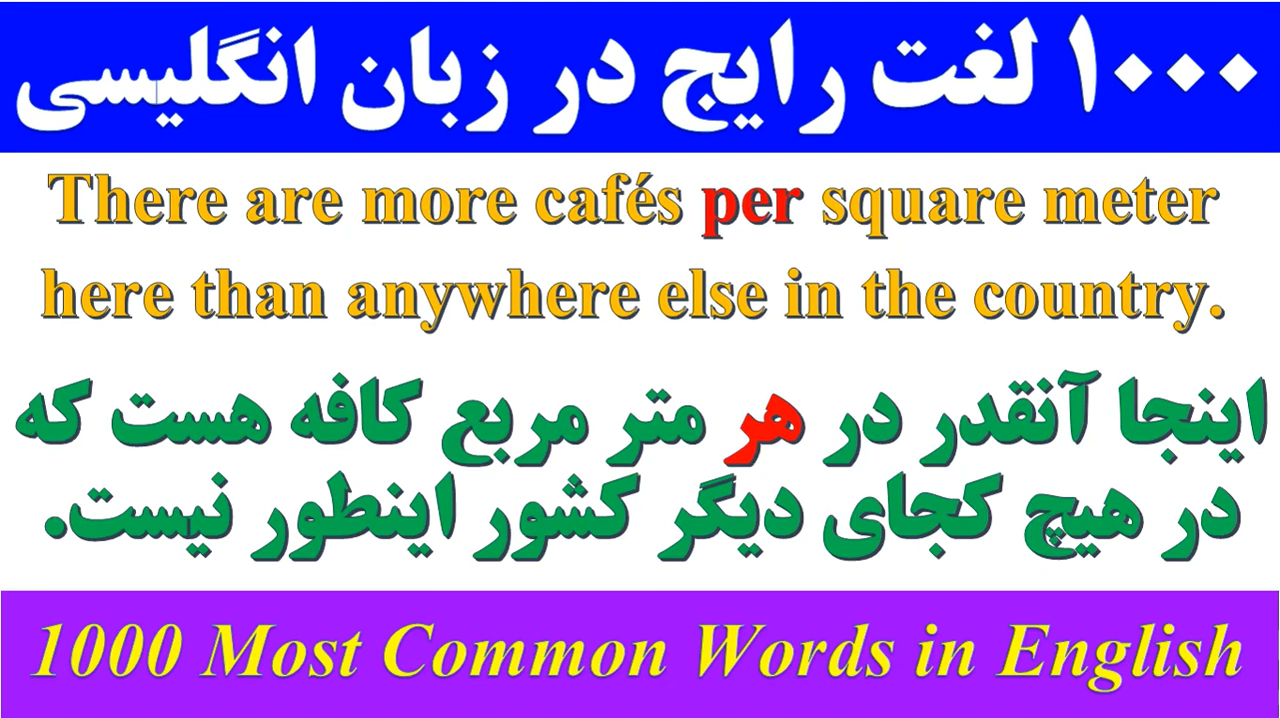 ۱۰۰۰ لغت رایج در زبان انگلیسی
There are more cafés per square meter
here than anywhere else in the country.
اینجا آنقدر در هر متر مربع کافه هست که
در هیچ کجای دیگر کشور اینطور نیست.
1000 Most Common Words in English